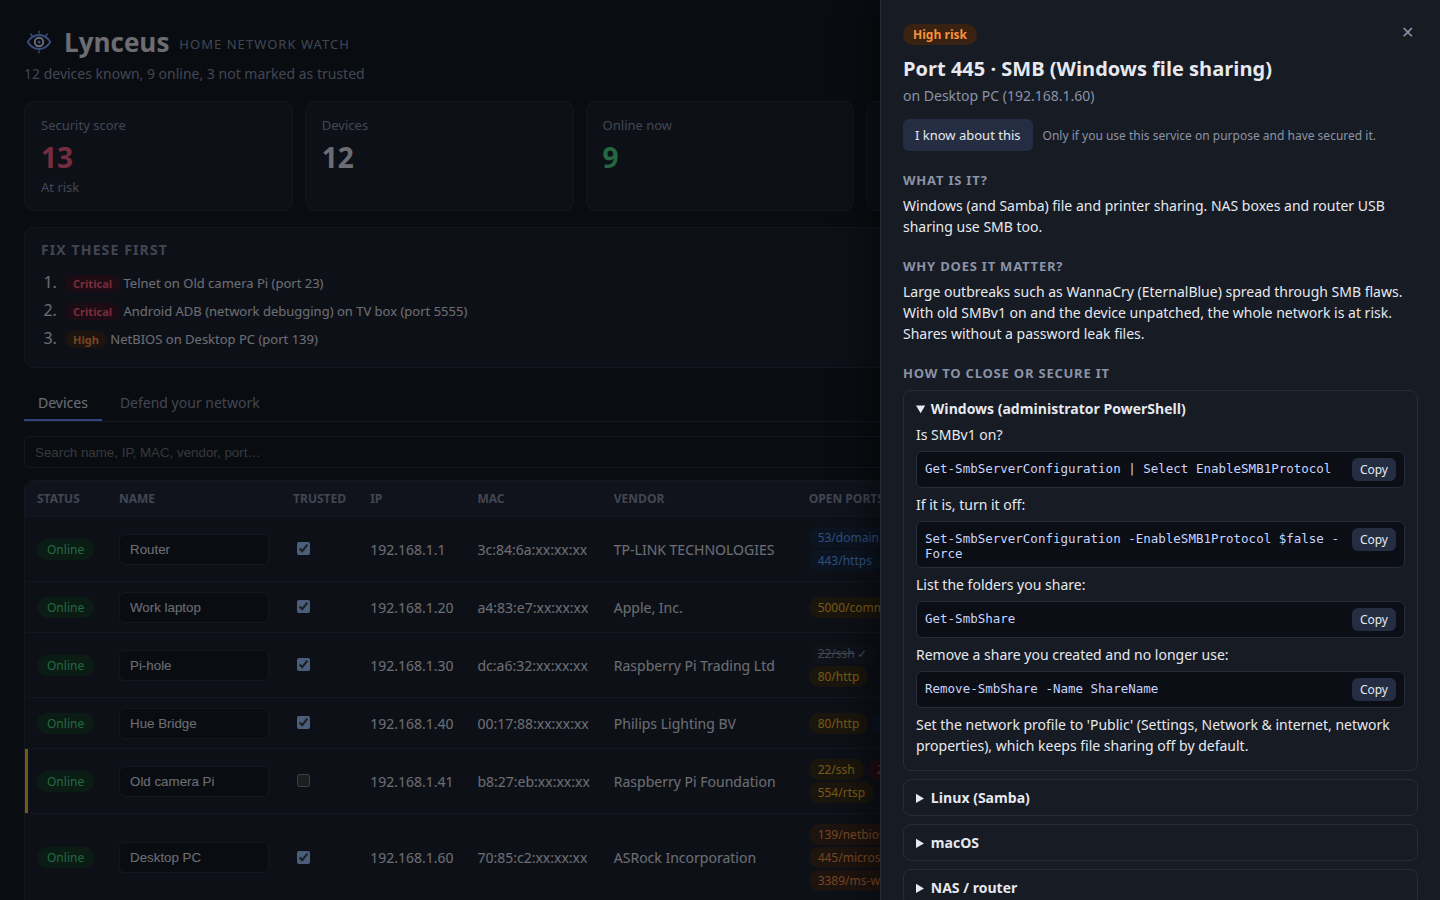 Lynceus HOME NETWORK WATCH
12 devices known, 9 online, 3 not marked as trusted
Security score
13
At risk
Devices
12
Online now
9
FIX THESE FIRST
1. Critical Telnet on Old camera Pi (port 23)
2. Critical Android ADB (network debugging) on TV box (port 5555)
3. High NetBIOS on Desktop PC (port 139)
Devices Defend your network
Search name, IP, MAC, vendor, port...
STATUS NAME TRUSTED IP MAC VENDOR OPEN PORTS
Online Router 192.168.1.1 3c:84:6a:xx:xx:xx TP-LINK TECHNOLOGIES 53/domain
443/https
Online Work laptop 192.168.1.20 a4:83:e7:xx:xx:xx Apple, Inc. 5000/comm
Online Pi-hole 192.168.1.30 dc:a6:32:xx:xx:xx Raspberry Pi Trading Ltd 22/ssh ✓
80/http
Online Hue Bridge 192.168.1.40 00:17:88:xx:xx:xx Philips Lighting BV 80/http
Online Old camera Pi 192.168.1.41 b8:27:eb:xx:xx:xx Raspberry Pi Foundation 22/ssh
554/rtsp
Online Desktop PC 192.168.1.60 70:85:c2:xx:xx:xx ASRock Incorporation 139/netbio
445/micros
3389/ms-w
High risk
×
Port 445 · SMB (Windows file sharing)
on Desktop PC (192.168.1.60)
I know about this Only if you use this service on purpose and have secured it.
WHAT IS IT?
Windows (and Samba) file and printer sharing. NAS boxes and router USB
sharing use SMB too.
WHY DOES IT MATTER?
Large outbreaks such as WannaCry (EternalBlue) spread through SMB flaws.
With old SMBv1 on and the device unpatched, the whole network is at risk.
Shares without a password leak files.
HOW TO CLOSE OR SECURE IT
▼ Windows (administrator PowerShell)
Is SMBv1 on?
Get-SmbServerConfiguration | Select EnableSMB1Protocol Copy
If it is, turn it off:
Set-SmbServerConfiguration -EnableSMB1Protocol $false - Copy
Force
List the folders you share:
Get-SmbShare Copy
Remove a share you created and no longer use:
Remove-SmbShare -Name ShareName Copy
Set the network profile to 'Public' (Settings, Network & internet, network
properties), which keeps file sharing off by default.
▶ Linux (Samba)
▶ macOS
▶ NAS / router